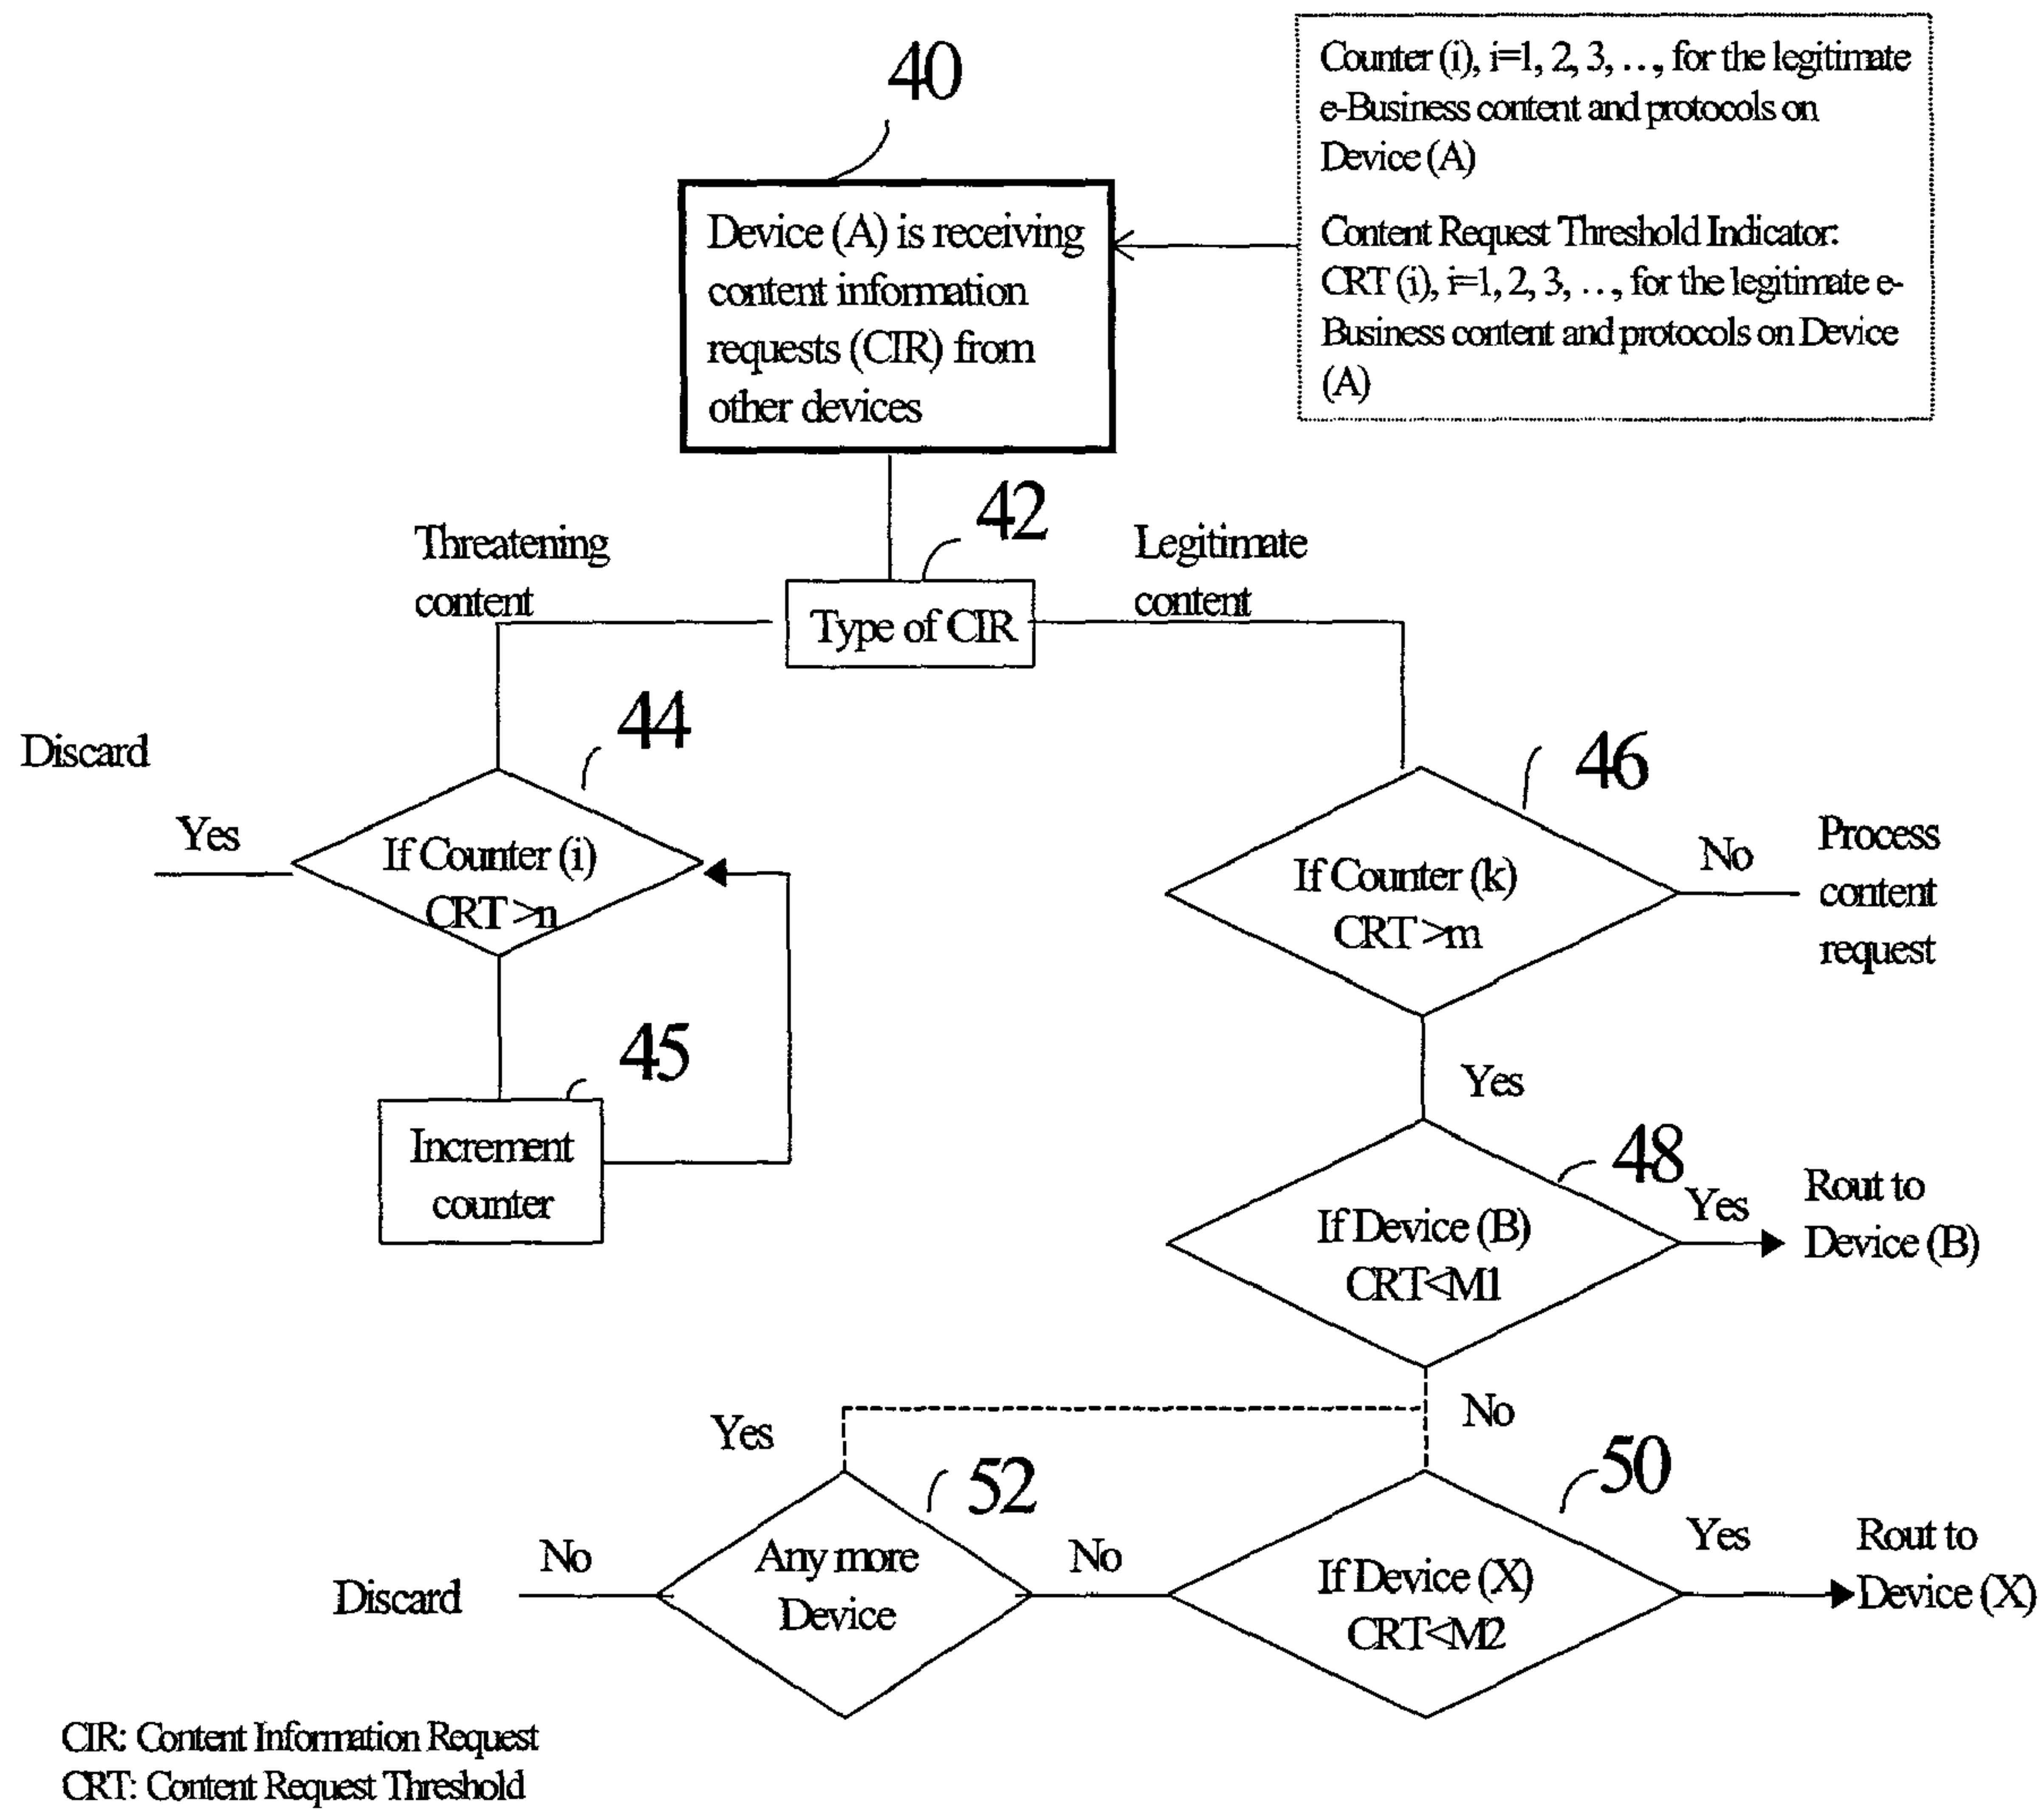 40
Counter (i), i=1, 2, 3, . . ., for the legitimate
e-Business content and protocols on
Device (A)
Content Request Threshold Indicator:
CRT (i), i=1, 2, 3, . . ., for the legitimate e-
Business content and protocols on Device
(A)
Device (A) is receiving
content information
requests (CIR) from
other devices
42
Threatening
content
Legitimate
content
Type of CIR
44
Discard
Yes
If Counter (i)
CRT >n
45
Increment
counter
46
If Counter (k)
CRT >m
No
Process
content
request
Yes
48
If Device (B)
CRT<M1
Yes
Rout to
Device (B)
No
Yes
50
If Device (X)
CRT<M2
Yes
Rout to
Device (X)
No
52
Any more
Device
No
Discard
CIR: Content Information Request
CRT: Content Request Threshold